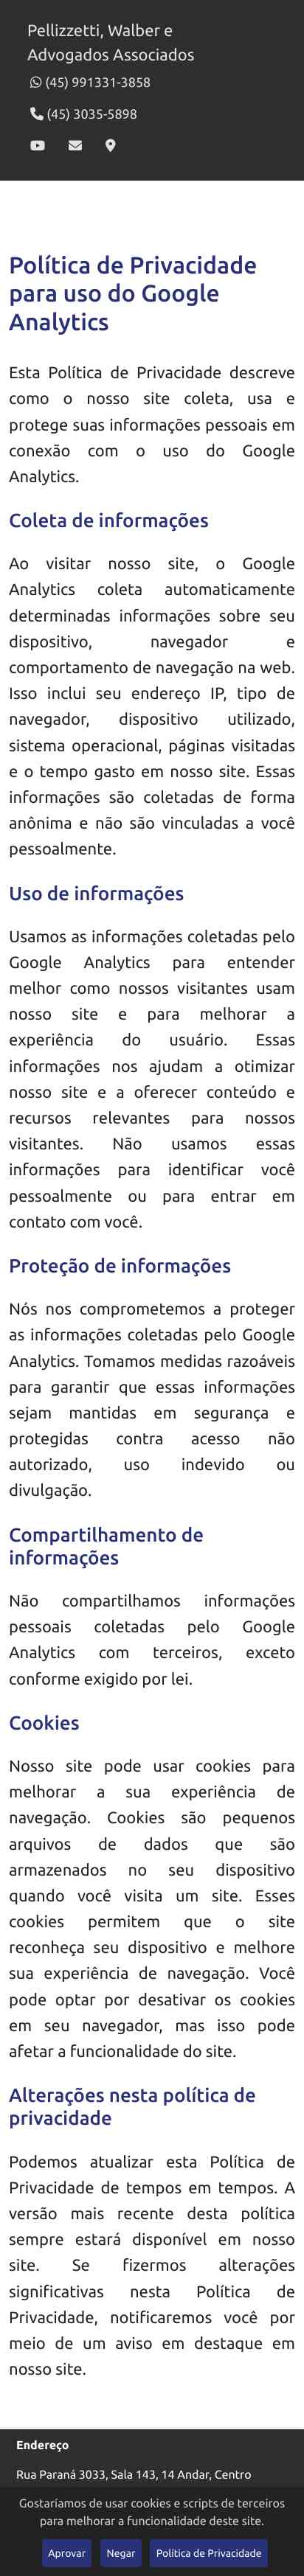 Pellizzetti, Walber e
Advogados Associados
(45) 991331-3858
(45) 3035-5898
Política de Privacidade
para uso do Google
Analytics
Esta Política de Privacidade descreve
como o nosso site coleta, usa e
protege suas informações pessoais em
conexão com o uso do Google
Analytics.
Coleta de informações
Ao visitar nosso site, o Google
Analytics coleta automaticamente
determinadas informações sobre seu
dispositivo, navegador e
comportamento de navegação na web.
Isso inclui seu endereço IP, tipo de
navegador, dispositivo utilizado,
sistema operacional, páginas visitadas
e o tempo gasto em nosso site. Essas
informações são coletadas de forma
anônima e não são vinculadas a você
pessoalmente.
Uso de informações
Usamos as informações coletadas pelo
Google Analytics para entender
melhor como nossos visitantes usam
nosso site e para melhorar a
experiência do usuário. Essas
informações nos ajudam a otimizar
nosso site e a oferecer conteúdo e
recursos relevantes para nossos
visitantes. Não usamos essas
informações para identificar você
pessoalmente ou para entrar em
contato com você.
Proteção de informações
Nós nos comprometemos a proteger
as informações coletadas pelo Google
Analytics. Tomamos medidas razoáveis
para garantir que essas informações
sejam mantidas em segurança e
protegidas contra acesso não
autorizado, uso indevido ou
divulgação.
Compartilhamento de
informações
Não compartilhamos informações
pessoais coletadas pelo Google
Analytics com terceiros, exceto
conforme exigido por lei.
Cookies
Nosso site pode usar cookies para
melhorar a sua experiência de
navegação. Cookies são pequenos
arquivos de dados que são
armazenados no seu dispositivo
quando você visita um site. Esses
cookies permitem que o site
reconheça seu dispositivo e melhore
sua experiência de navegação. Você
pode optar por desativar os cookies
em seu navegador, mas isso pode
afetar a funcionalidade do site.
Alterações nesta política de
privacidade
Podemos atualizar esta Política de
Privacidade de tempos em tempos. A
versão mais recente desta política
sempre estará disponível em nosso
site. Se fizermos alterações
significativas nesta Política de
Privacidade, notificaremos você por
meio de um aviso em destaque em
nosso site.
Endereço
Rua Paraná 3033, Sala 143, 14 Andar, Centro
Gostaríamos de usar cookies e scripts de terceiros
para melhorar a funcionalidade deste site.
Aprovar Negar Política de Privacidade